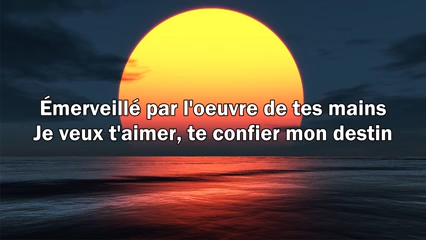 Émerveillé par l'oeuvre de tes mains
Je veux t'aimer, te confier mon destin